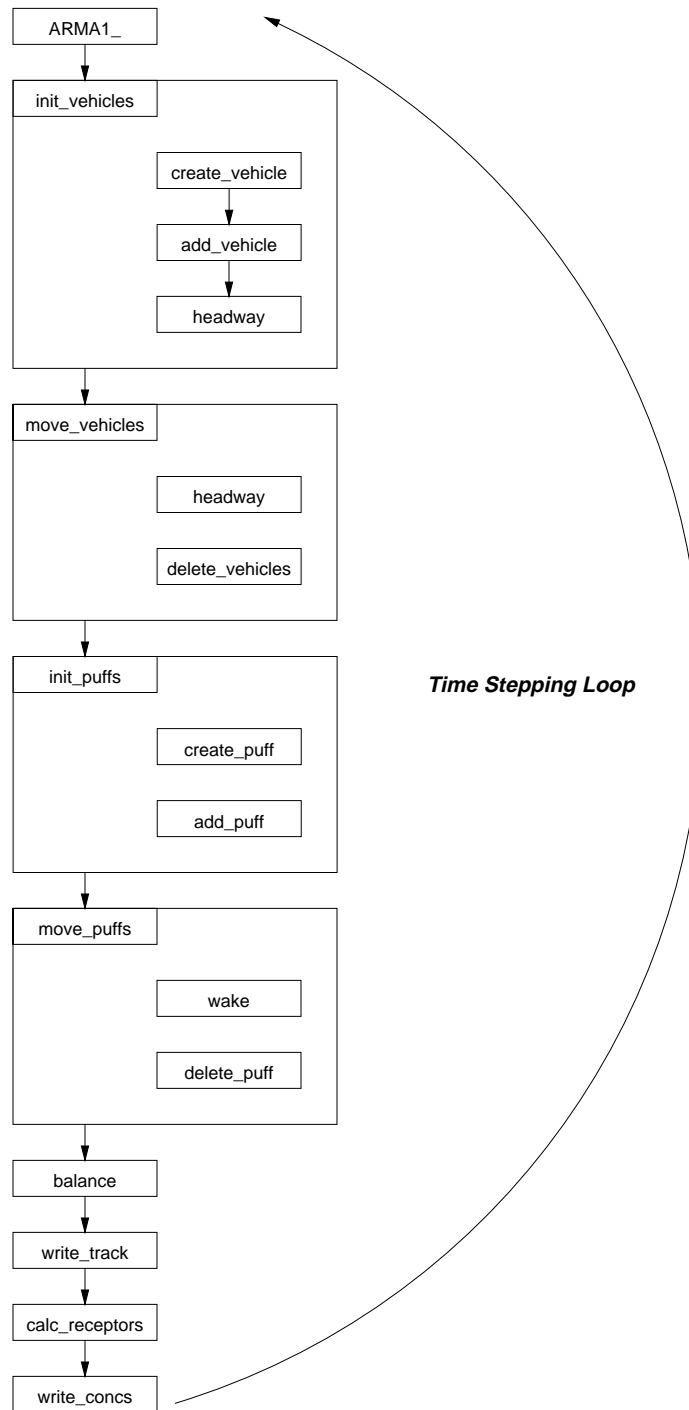 ARMA1_
init_vehicles
create_vehicle
add_vehicle
headway
move_vehicles
headway
delete_vehicles
init_puffs
Time Stepping Loop
create_puff
add_puff
move_puffs
wake
delete_puff
balance
write_track
calc_receptors
write_concs